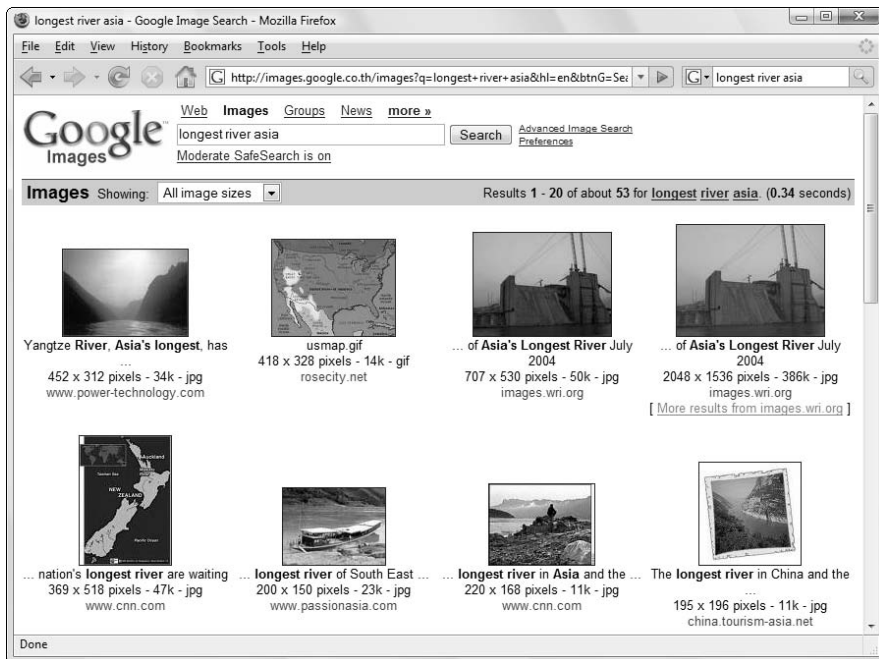 longest river asia - Google Image Search - Mozilla Firefox
File Edit View History Bookmarks Tools Help
G http://images.google.co.th/images?q=longest+river+asia&hl=en&btnG=Sea
G longest river asia
Web Images Groups News more »
Google
Images
longest river asia
Search
Advanced Image Search
Preferences
Moderate SafeSearch is on
Images Showing: All image sizes
Results 1 - 20 of about 53 for longest river asia. (0.34 seconds)
Yangtze River, Asia's longest, has
...
452 x 312 pixels - 34k - jpg
www.power-technology.com
usmap.gif
418 x 328 pixels - 14k - gif
rosecity.net
... of Asia's Longest River July
2004
707 x 530 pixels - 50k - jpg
images.wri.org
... of Asia's Longest River July
2004
2048 x 1536 pixels - 386k - jpg
images.wri.org
[ More results from images.wri.org ]
Auckland
NEW
ZEALAND
... nation's longest river are waiting
369 x 518 pixels - 47k - jpg
www.cnn.com
... longest river of South East ...
200 x 150 pixels - 23k - jpg
www.passionasia.com
... longest river in Asia and the ...
220 x 168 pixels - 11k - jpg
www.cnn.com
The longest river in China and the
...
195 x 196 pixels - 11k - jpg
china.tourism-asia.net
Done